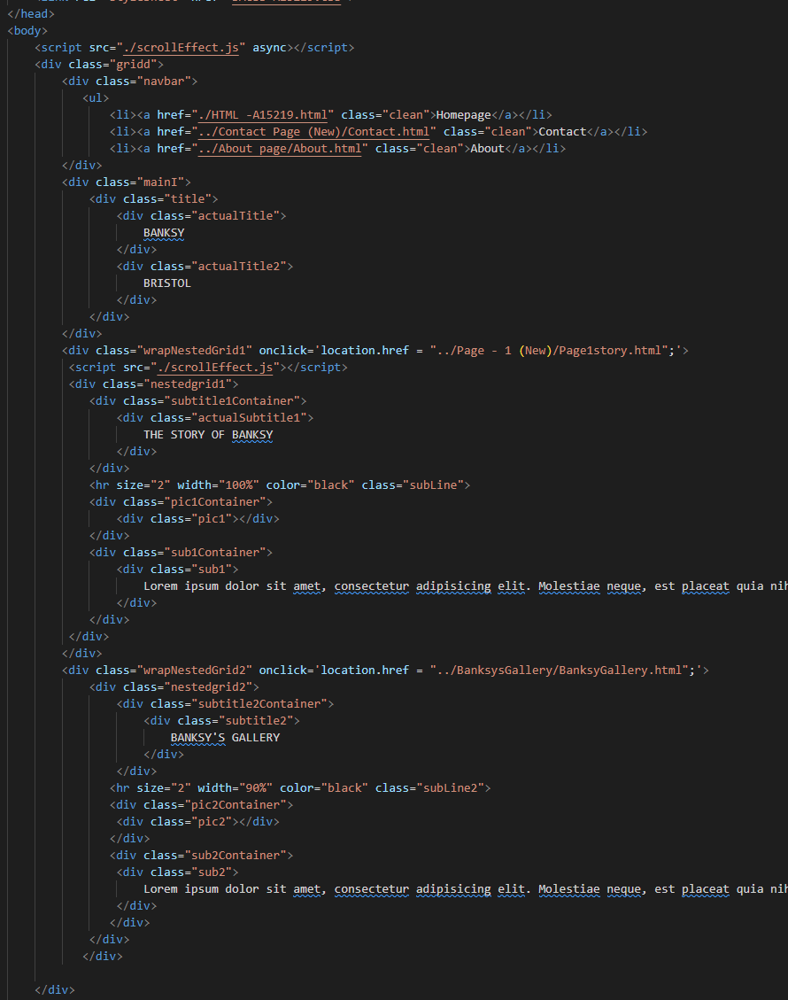 </head>
<body>
<script src="./scrollEffect.js" async></script>
<div class="gridd">
<div class="navbar">
<ul>
<li><a href="./HTML -A15219.html" class="clean">Homepage</a></li>
<li><a href="../Contact Page (New)/Contact.html" class="clean">Contact</a></li>
<li><a href="../About page/About.html" class="clean">About</a></li>
</div>
<div class="mainI">
<div class="title">
<div class="actualTitle">
BANKSY
</div>
<div class="actualTitle2">
BRISTOL
</div>
</div>
</div>
<div class="wrapNestedGrid1" onclick='location.href = "../Page - 1 (New)/Page1story.html";'>
<script src="./scrollEffect.js"></script>
<div class="nestedgrid1">
<div class="subtitle1Container">
<div class="actualSubtitle1">
THE STORY OF BANKSY
</div>
</div>
<hr size="2" width="100%" color="black" class="subLine">
<div class="pic1Container">
<div class="pic1"></div>
</div>
<div class="sub1Container">
<div class="sub1">
Lorem ipsum dolor sit amet, consectetur adipisicing elit. Molestiae neque, est placeat quia nih
</div>
</div>
</div>
</div>
<div class="wrapNestedGrid2" onclick='location.href = "../BanksysGallery/BanksyGallery.html";'>
<div class="nestedgrid2">
<div class="subtitle2Container">
<div class="subtitle2">
BANKSY'S GALLERY
</div>
</div>
<hr size="2" width="90%" color="black" class="subLine2">
<div class="pic2Container">
<div class="pic2"></div>
</div>
<div class="sub2Container">
<div class="sub2">
Lorem ipsum dolor sit amet, consectetur adipisicing elit. Molestiae neque, est placeat quia nih
</div>
</div>
</div>
</div>
</div>